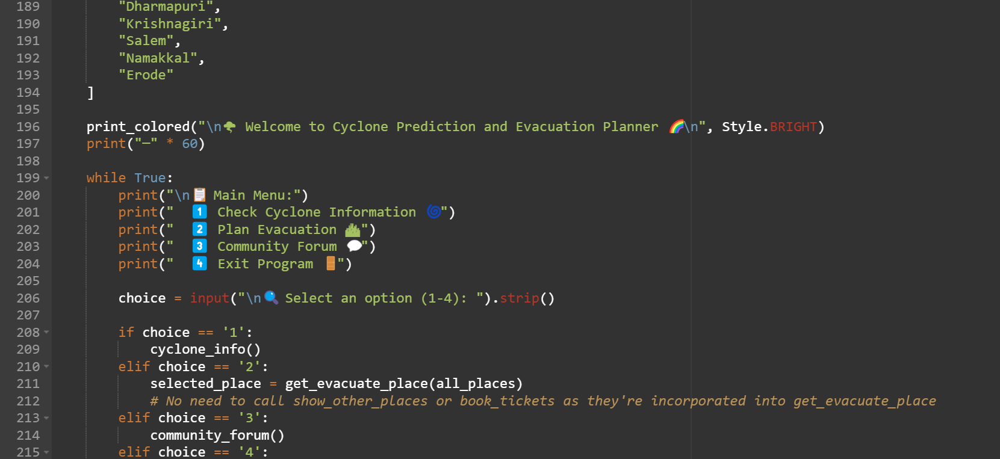 189 "Dharmapuri",
190 "Krishnagiri",
191 "Salem",
192 "Namakkal",
193 "Erode"
194 ]
195
196 print_colored("\n🌪 Welcome to Cyclone Prediction and Evacuation Planner 🌈\n", Style.BRIGHT)
197 print("─" * 60)
198
199 while True:
200 print("\n📋 Main Menu:")
201 print("  1️⃣ Check Cyclone Information 🌀")
202 print("  2️⃣ Plan Evacuation 🏙")
203 print("  3️⃣ Community Forum 💬")
204 print("  4️⃣ Exit Program 🚪")
205
206 choice = input("\n🔍 Select an option (1-4): ").strip()
207
208 if choice == '1':
209 cyclone_info()
210 elif choice == '2':
211 selected_place = get_evacuate_place(all_places)
212 # No need to call show_other_places or book_tickets as they're incorporated into get_evacuate_place
213 elif choice == '3':
214 community_forum()
215 elif choice == '4':